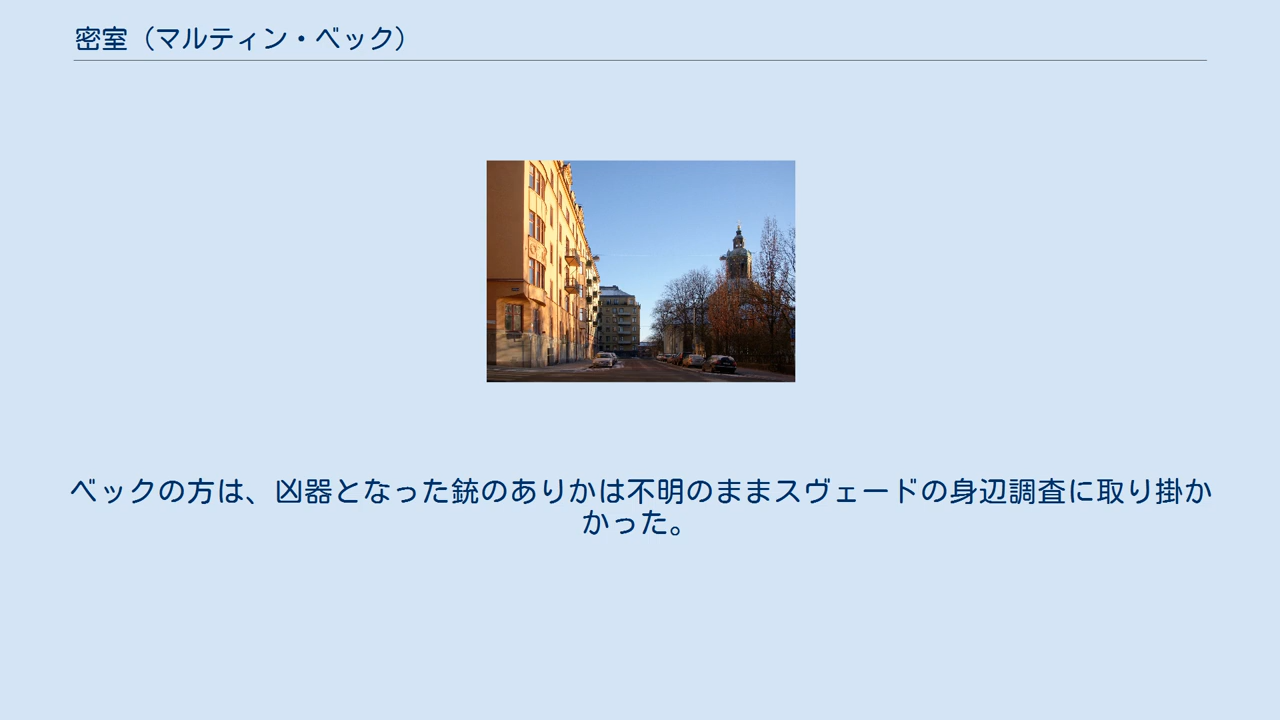 密室（マルティン・ベック）
ベックの方は、凶器となった銃のありかは不明のままスヴェードの身辺調査に取り掛か
かった。